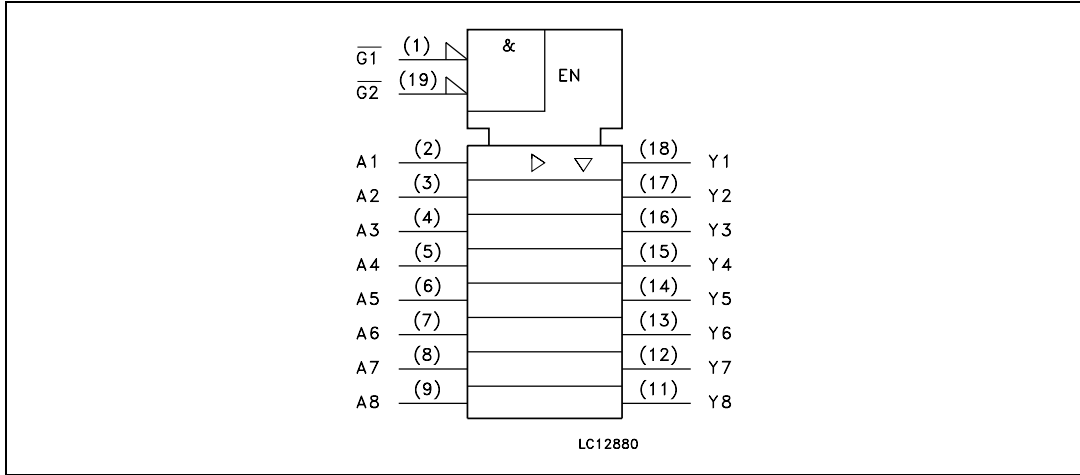 G1 (1) &
G2 (19) EN
A1 (2) (18) Y1
A2 (3) (17) Y2
A3 (4) (16) Y3
A4 (5) (15) Y4
A5 (6) (14) Y5
A6 (7) (13) Y6
A7 (8) (12) Y7
A8 (9) (11) Y8
LC12880